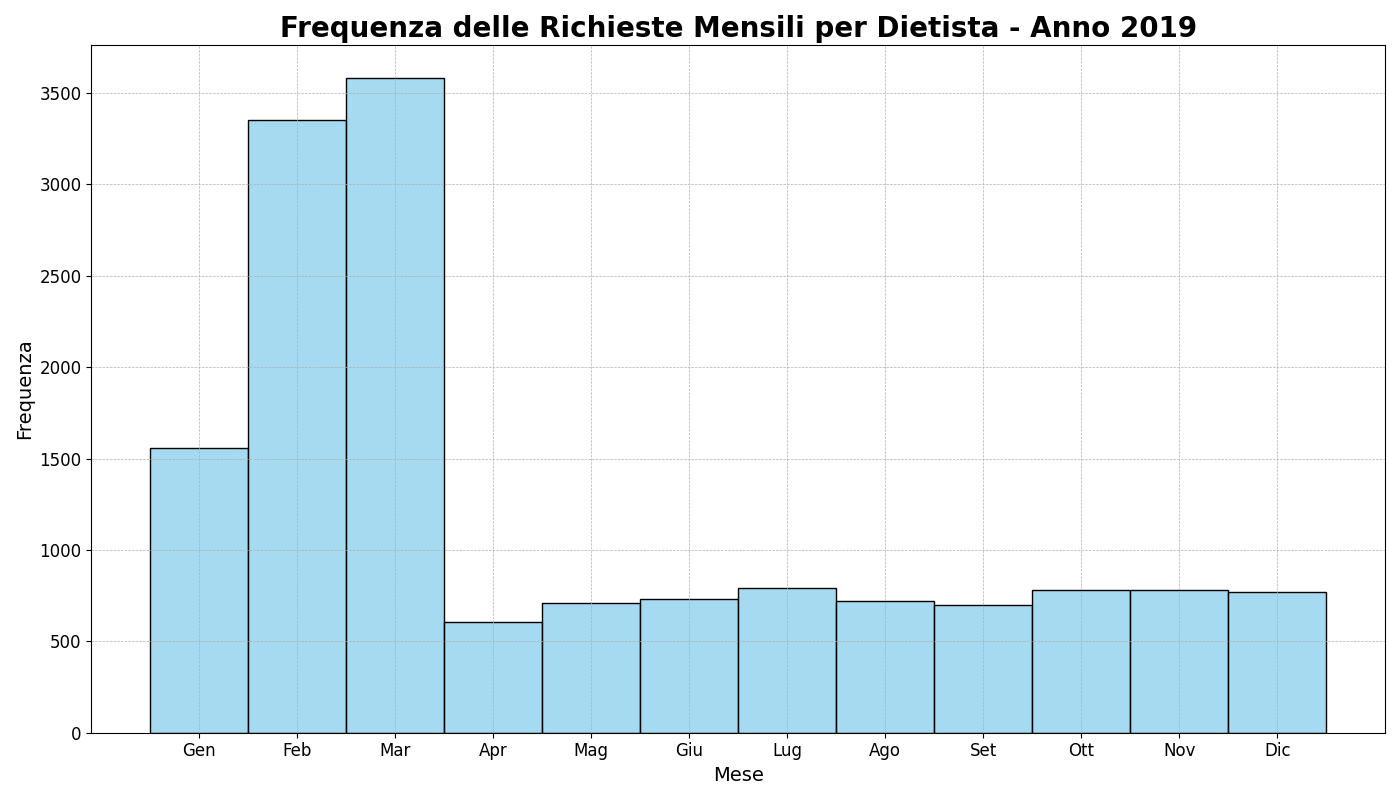 Frequenza delle Richieste Mensili per Dietista - Anno 2019
Frequenza
3500
3000
2500
2000
1500
1000
500
0
Gen Feb Mar Apr Mag Giu Lug Ago Set Ott Nov Dic
Mese